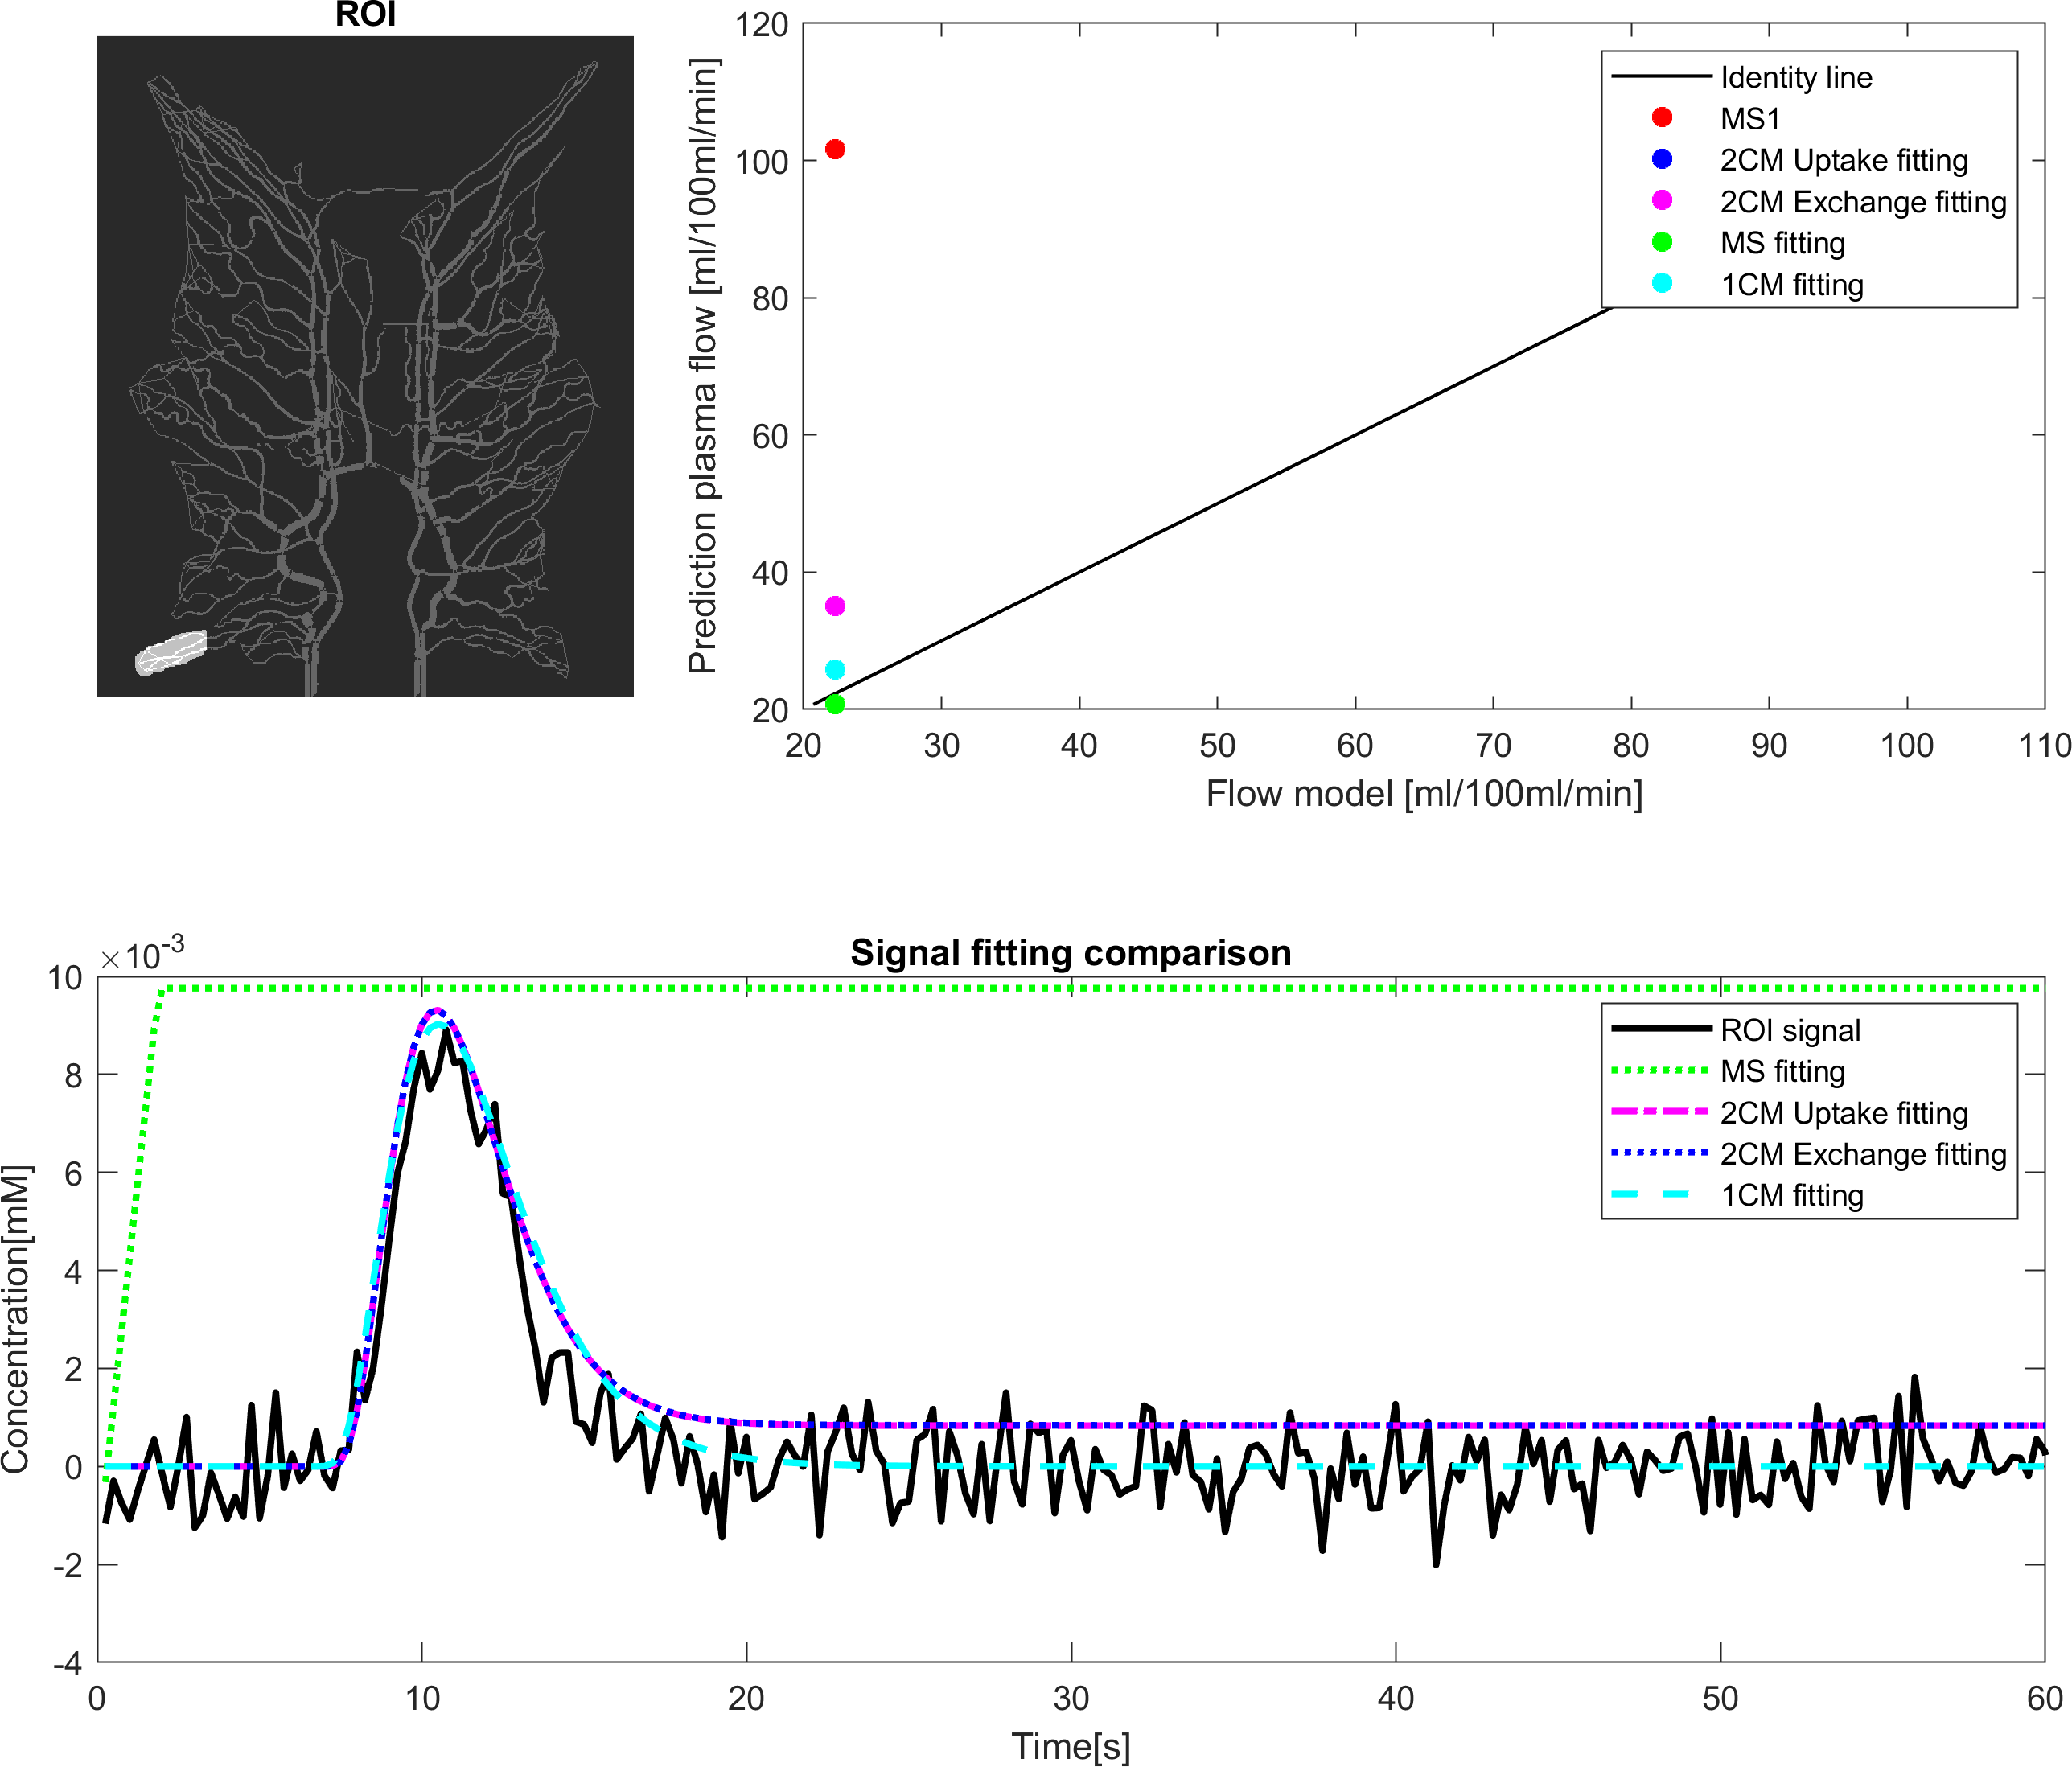 ROI
120
100
80
60
40
20
Prediction plasma flow [ml/100ml/min]
20 30 40 50 60 70 80 90 100 110
Flow model [ml/100ml/min]
Identity line
MS1
2CM Uptake fitting
2CM Exchange fitting
MS fitting
1CM fitting
Signal fitting comparison
×10-3
10
8
6
4
2
0
-2
-4
Concentration[mM]
0 10 20 30 40 50 60
Time[s]
ROI signal
MS fitting
2CM Uptake fitting
2CM Exchange fitting
1CM fitting